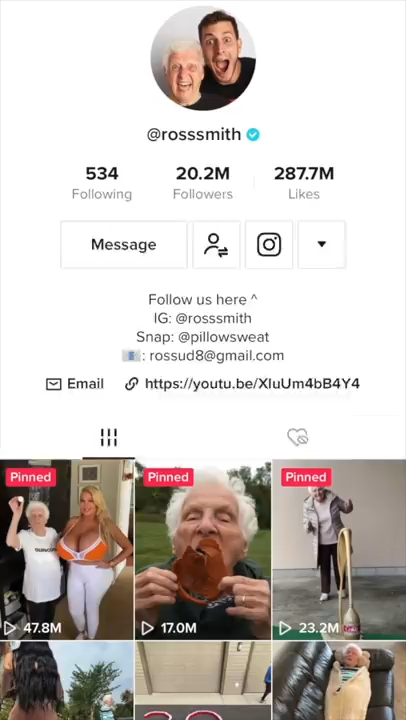 @rosssmith
534 20.2M 287.7M
Following Followers Likes
Message
Follow us here ^
IG: @rosssmith
Snap: @pillowsweat
📧: rossud8@gmail.com
Email https://youtu.be/XIuUm4bB4Y4
Pinned Pinned Pinned
47.8M 17.0M 23.2M